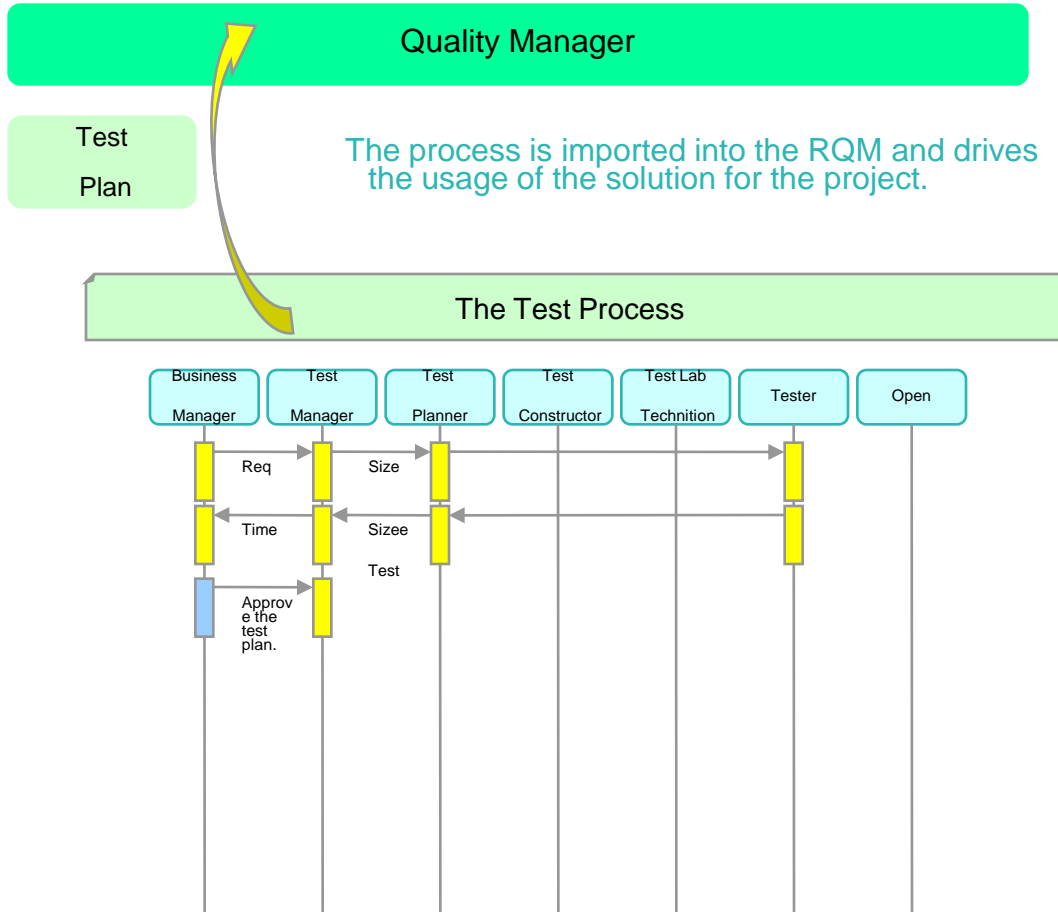 Quality Manager
Test
Plan
The process is imported into the RQM and drives
the usage of the solution for the project.
The Test Process
Business
Manager
Test
Manager
Test
Planner
Test
Constructor
Test Lab
Technition
Tester
Open
Req
Size
Time
Sizee
Test
Approv
e the
test
plan.